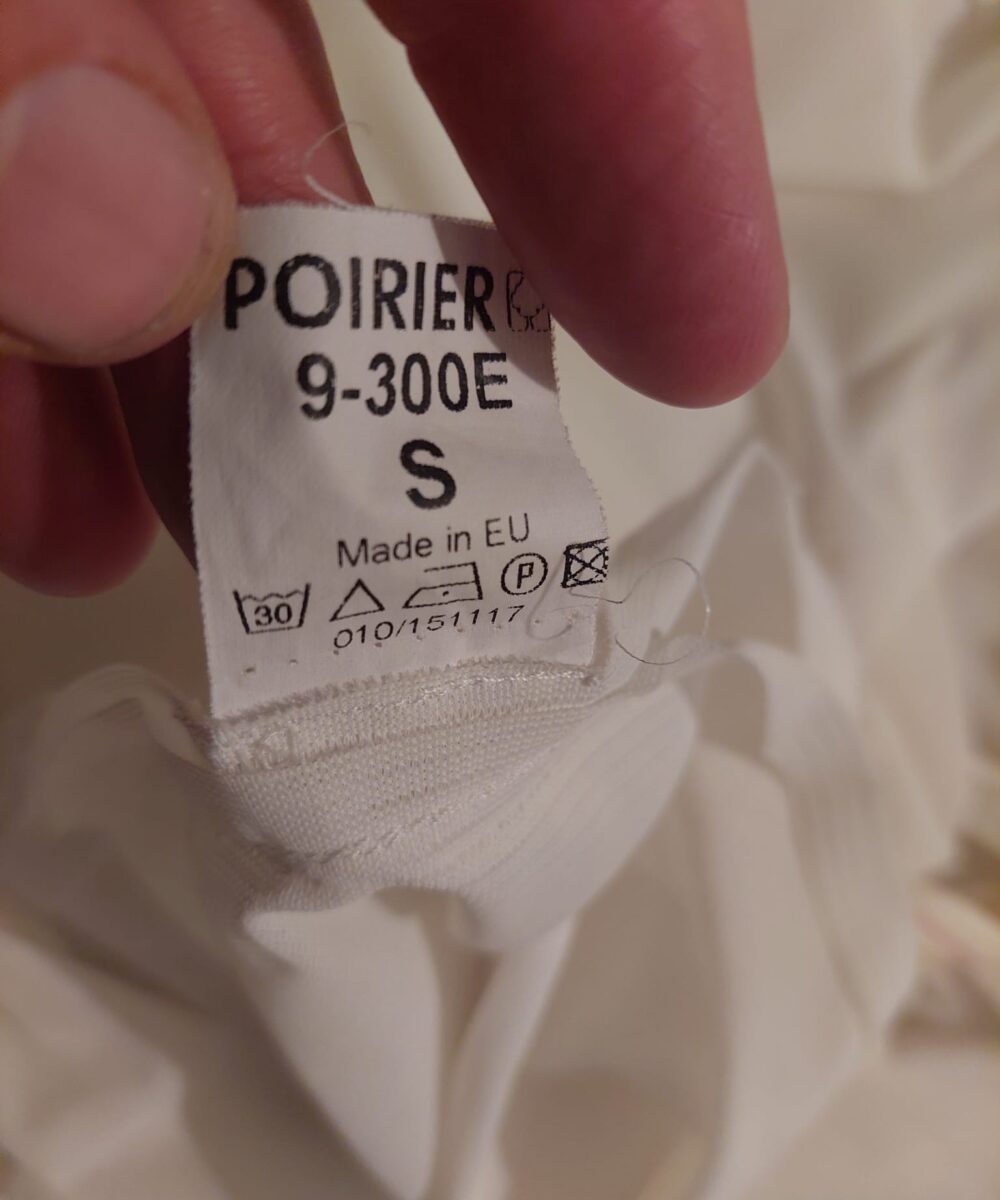 POIRIER
9-300E
S
Made in EU
30 P
010/151117